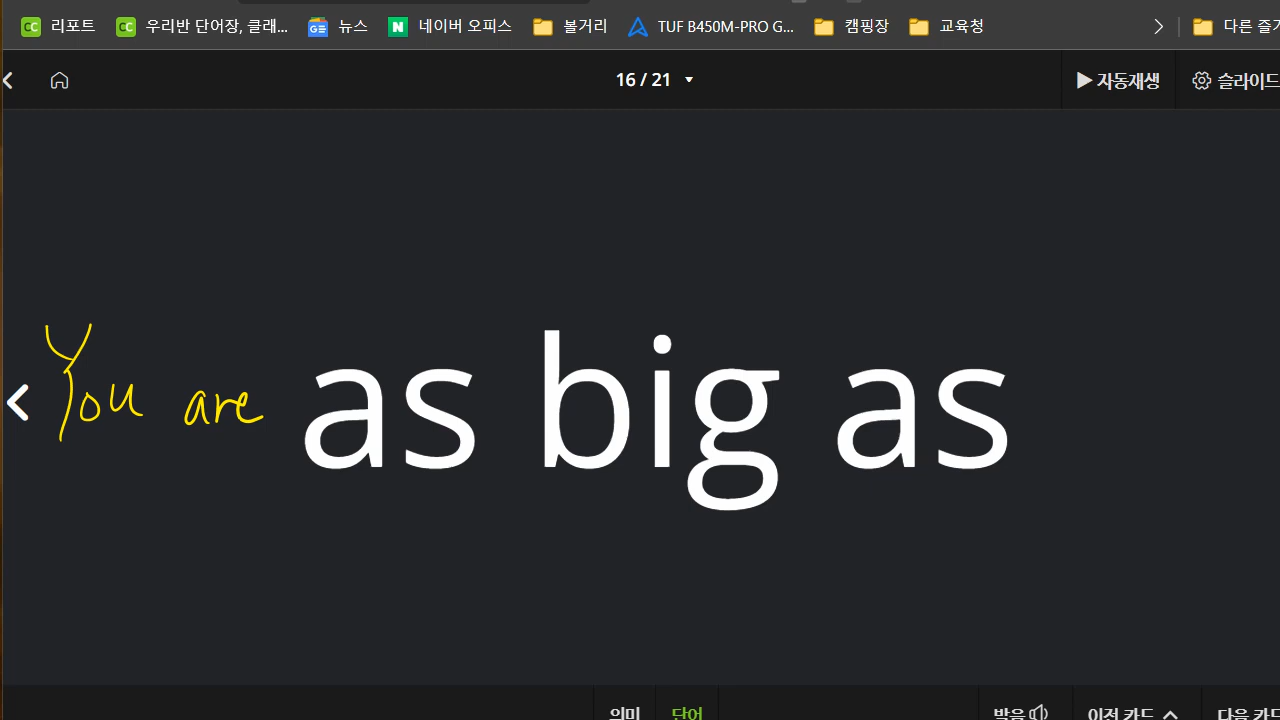 리포트 우리반 단어장, 클래... 뉴스 네이버 오피스 볼거리 TUF B450M-PRO G... 캠핑장 교육청 다른 즐겨
16 / 21 자동재생 슬라이드
You are as big as
의미 단어 발음 이전 카드 다음 카드